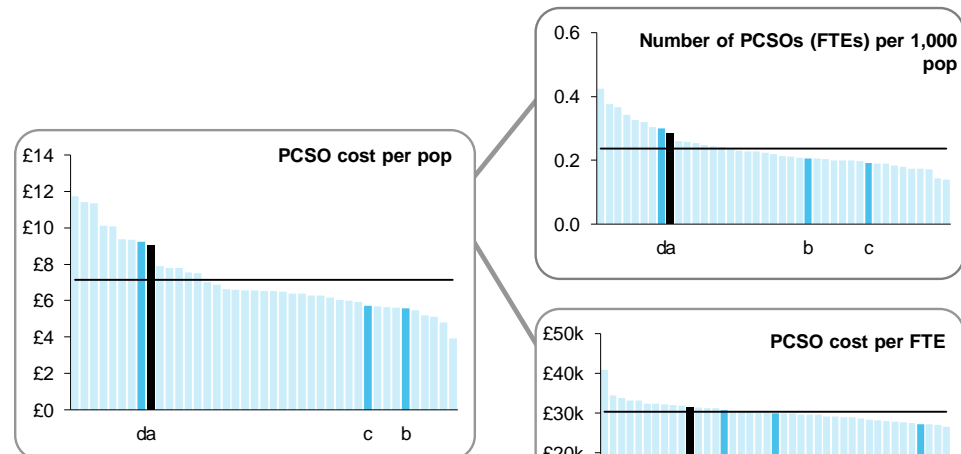 PCSO cost per pop
£14
£12
£10
£8
£6
£4
£2
£0
da c b
Number of PCSOs (FTEs) per 1,000
pop
0.6
0.4
0.2
0.0
da b c
PCSO cost per FTE
£50k
£40k
£30k
£20k